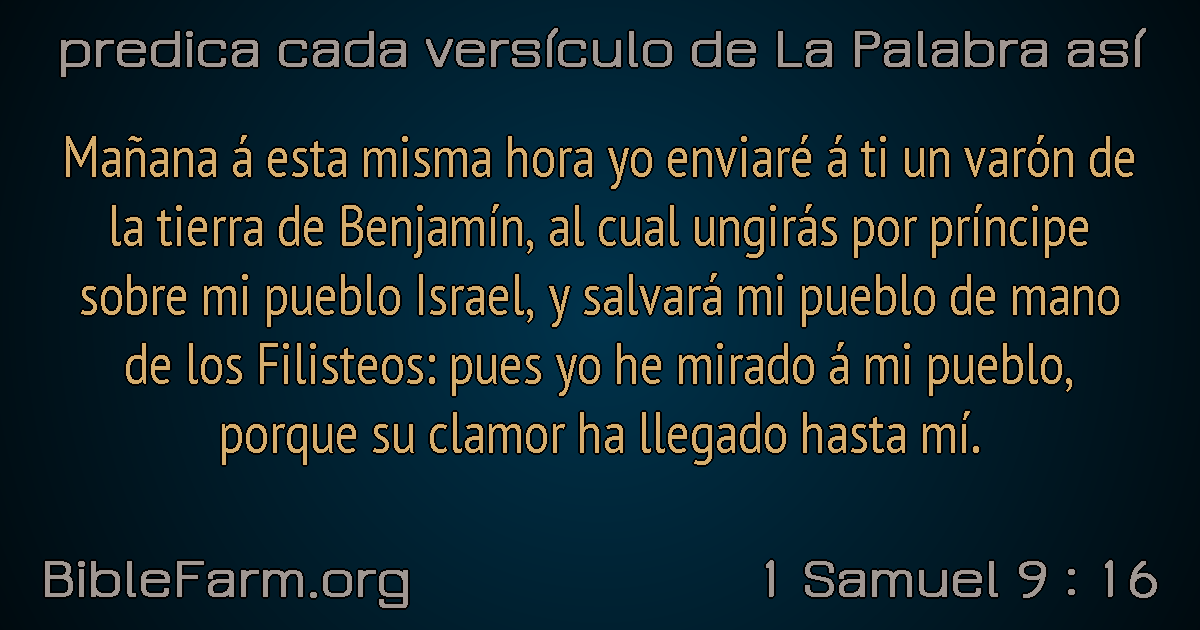 predica cada versículo de La Palabra así
Mañana á esta misma hora yo enviaré á ti un varón de
la tierra de Benjamín, al cual ungirás por príncipe
sobre mi pueblo Israel, y salvará mi pueblo de mano
de los Filisteos: pues yo he mirado á mi pueblo,
porque su clamor ha llegado hasta mí.
BibleFarm.org
1 Samuel 9 : 16